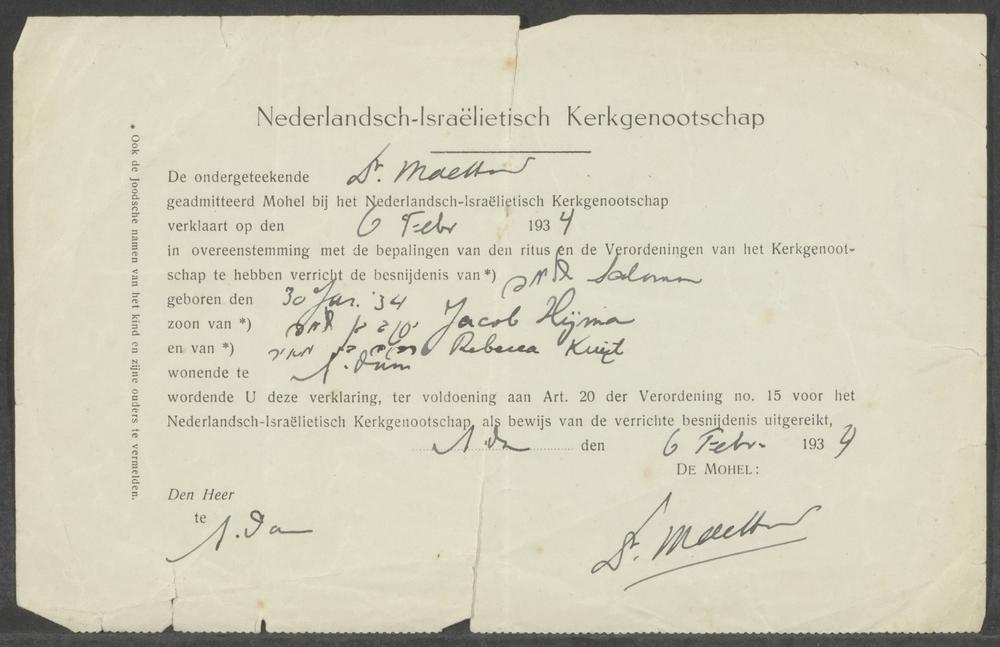 Nederlandsch-Israëlietisch Kerkgenootschap
De ondergeteekende Dr.
geadmitteerd Mohel bij het Nederlandsch-Israëlietisch Kerkgenootschap
verklaart op den 6 Febr 1934
in overeenstemming met de bepalingen van den ritus en de Verordeningen van het Kerkgenoot-
schap te hebben verricht de besnijdenis van *) Salomon
geboren den 30 Jan. '34
zoon van *) Jacob Hijman
en van *) Rebecca
wonende te A.dam
wordende U deze verklaring, ter voldoening aan Art. 20 der Verordening no. 15 voor het
Nederlandsch-Israëlietisch Kerkgenootschap, als bewijs van de verrichte besnijdenis uitgereikt,
A.dam den 6 Febr. 1934
DE MOHEL:
Den Heer
te A.dam
Dr.
* Ook de Joodsche namen van het kind en zijne ouders te vermelden.